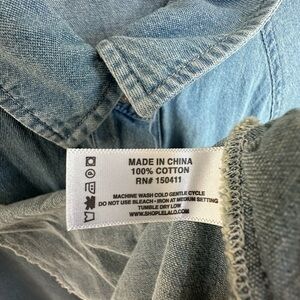 MADE IN CHINA
100% COTTON
RN# 150411
MACHINE WASH COLD GENTLE CYCLE
DO NOT BLEACH - IRON AT MEDIUM SETTING
TUMBLE DRY LOW
WWW.SHOPLELALO.COM